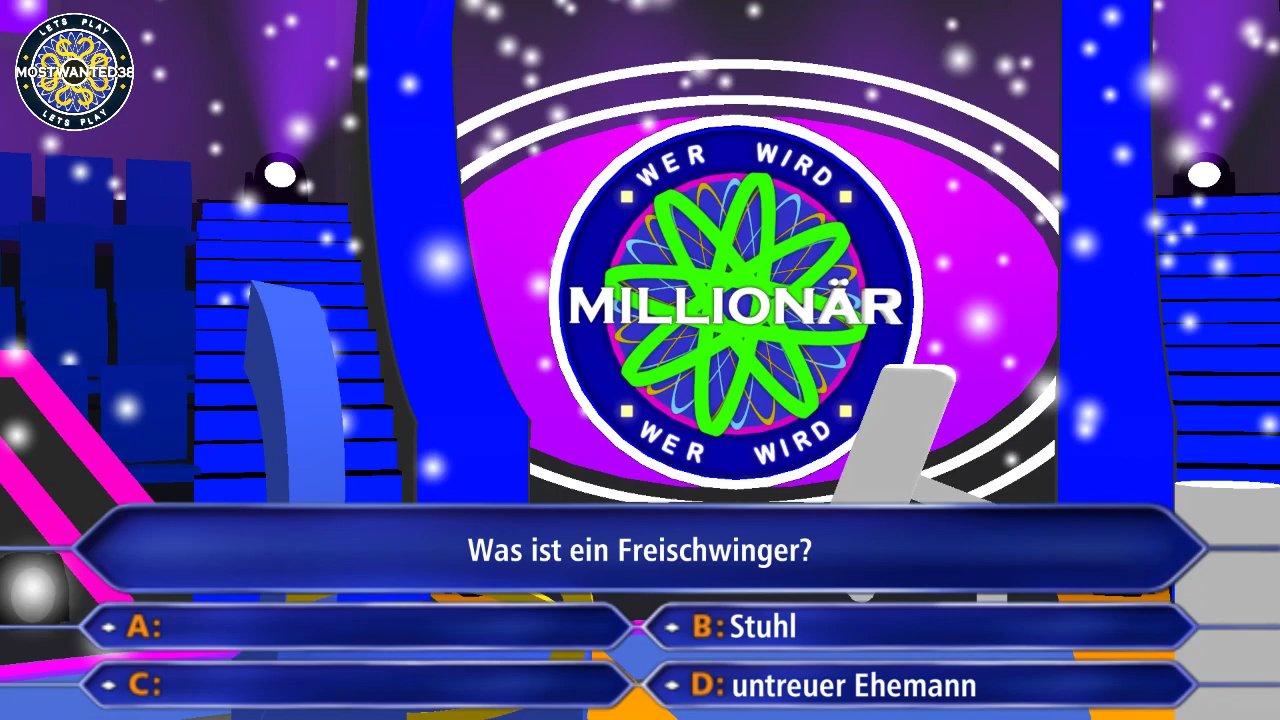 LETS PLAY
MOSTWANTED38
LETS PLAY
WER WIRD
MILLIONÄR
WER WIRD
Was ist ein Freischwinger?
A:
B: Stuhl
C:
D: untreuer Ehemann